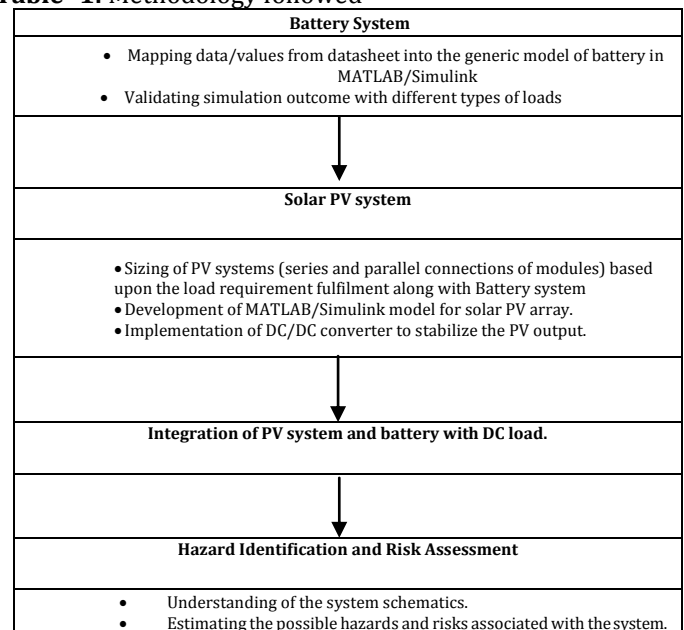 Table -1: Methodology followed
Battery System
• Mapping data/values from datasheet into the generic model of battery in
MATLAB/Simulink
• Validating simulation outcome with different types of loads
Solar PV system
• Sizing of PV systems (series and parallel connections of modules) based
upon the load requirement fulfilment along with Battery system
• Development of MATLAB/Simulink model for solar PV array.
• Implementation of DC/DC converter to stabilize the PV output.
Integration of PV system and battery with DC load.
Hazard Identification and Risk Assessment
• Understanding of the system schematics.
• Estimating the possible hazards and risks associated with the system.